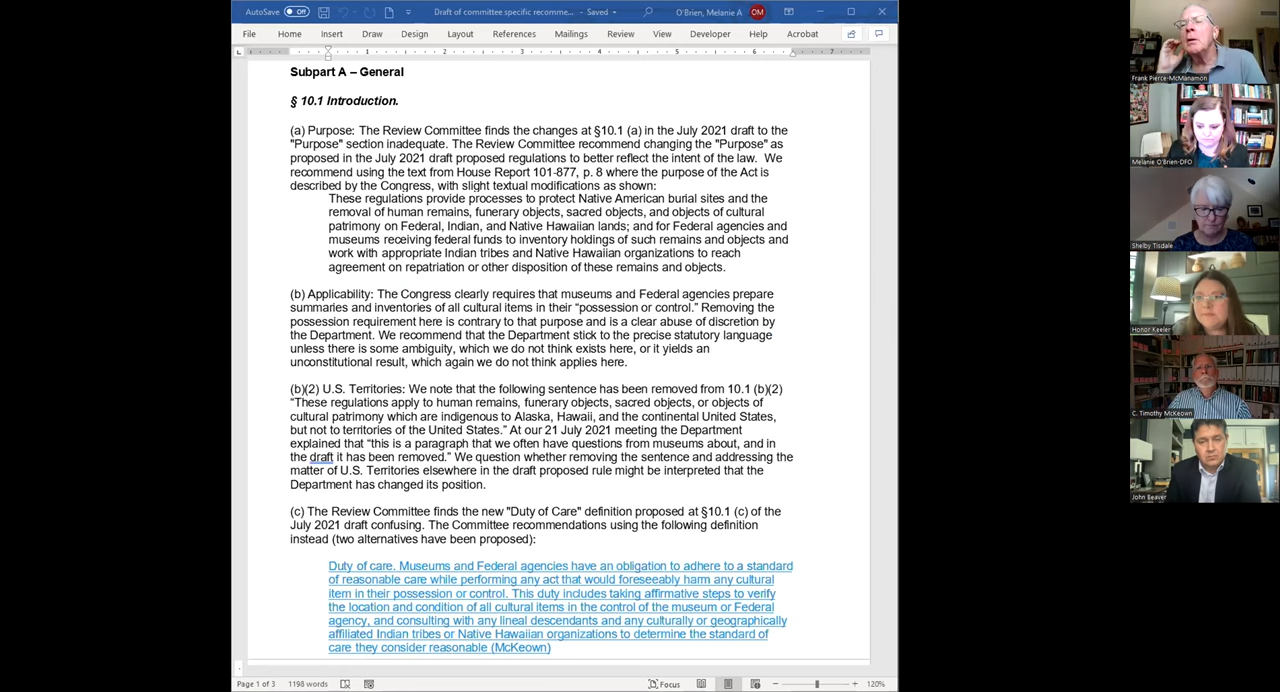 AutoSave Off Draft of committee specific recomme... - Saved O'Brien, Melanie A OM
File Home Insert Draw Design Layout References Mailings Review View Developer Help Acrobat
1 2 3 4 5 6 7
Subpart A – General
§ 10.1 Introduction.
(a) Purpose: The Review Committee finds the changes at §10.1 (a) in the July 2021 draft to the
"Purpose" section inadequate. The Review Committee recommend changing the "Purpose" as
proposed in the July 2021 draft proposed regulations to better reflect the intent of the law. We
recommend using the text from House Report 101-877, p. 8 where the purpose of the Act is
described by the Congress, with slight textual modifications as shown:
These regulations provide processes to protect Native American burial sites and the
removal of human remains, funerary objects, sacred objects, and objects of cultural
patrimony on Federal, Indian, and Native Hawaiian lands; and for Federal agencies and
museums receiving federal funds to inventory holdings of such remains and objects and
work with appropriate Indian tribes and Native Hawaiian organizations to reach
agreement on repatriation or other disposition of these remains and objects.
(b) Applicability: The Congress clearly requires that museums and Federal agencies prepare
summaries and inventories of all cultural items in their “possession or control.” Removing the
possession requirement here is contrary to that purpose and is a clear abuse of discretion by
the Department. We recommend that the Department stick to the precise statutory language
unless there is some ambiguity, which we do not think exists here, or it yields an
unconstitutional result, which again we do not think applies here.
(b)(2) U.S. Territories: We note that the following sentence has been removed from 10.1 (b)(2)
“These regulations apply to human remains, funerary objects, sacred objects, or objects of
cultural patrimony which are indigenous to Alaska, Hawaii, and the continental United States,
but not to territories of the United States.” At our 21 July 2021 meeting the Department
explained that “this is a paragraph that we often have questions from museums about, and in
the draft it has been removed.” We question whether removing the sentence and addressing the
matter of U.S. Territories elsewhere in the draft proposed rule might be interpreted that the
Department has changed its position.
(c) The Review Committee finds the new "Duty of Care" definition proposed at §10.1 (c) of the
July 2021 draft confusing. The Committee recommendations using the following definition
instead (two alternatives have been proposed):
Duty of care. Museums and Federal agencies have an obligation to adhere to a standard
of reasonable care while performing any act that would foreseeably harm any cultural
item in their possession or control. This duty includes taking affirmative steps to verify
the location and condition of all cultural items in the control of the museum or Federal
agency, and consulting with any lineal descendants and any culturally or geographically
affiliated Indian tribes or Native Hawaiian organizations to determine the standard of
care they consider reasonable (McKeown)
Page 1 of 3 1198 words Focus 120%
Frank Pierce-McManamon
Melanie O'Brien-DFO
Shelby Tisdale
Honor Keeler
C. Timothy McKeown
John Beaver